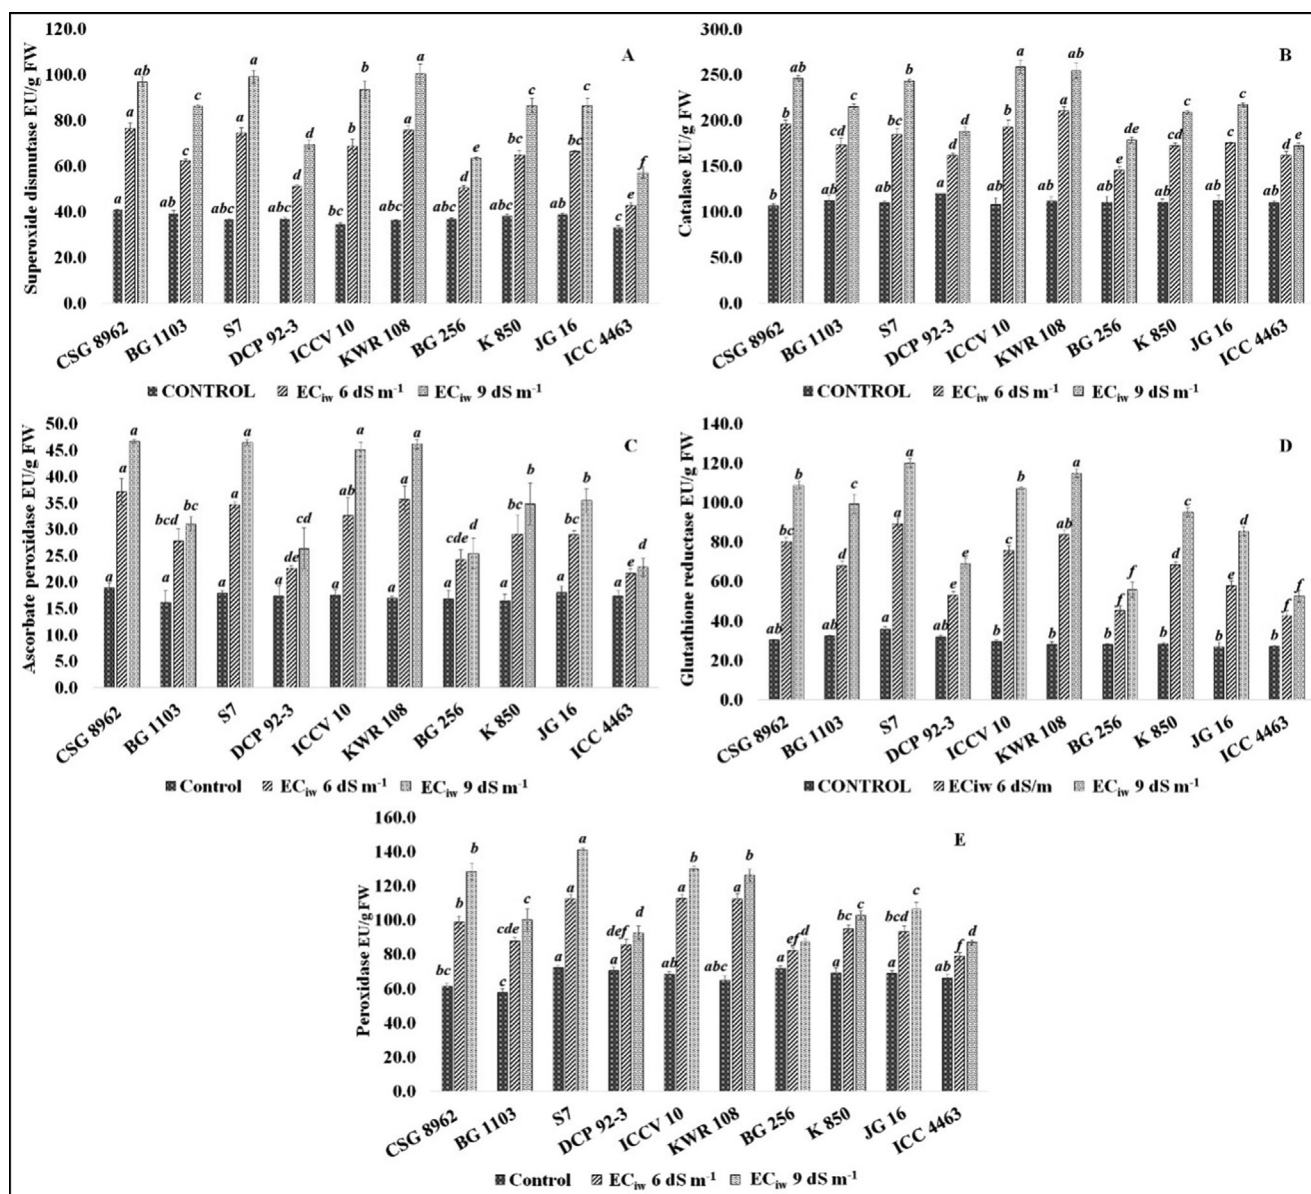 A
Superoxide dismutase EU/g FW
120.0
100.0
80.0
60.0
40.0
20.0
0.0
a a ab
ab c c
abc a a
abc d d
bc b b
abc a a
abc d e
abc bc b
abc bc b
c e f
CSG 8962 BG 1103 S7 DCP 92-3 ICCV 10 KWR 108 BG 256 K 850 JG 16 ICC 4463
CONTROL ECiw 6 dS m-1 ECiw 9 dS m-1
B
Catalase EU/g FW
300.0
250.0
200.0
150.0
100.0
50.0
0.0
b b ab
ab cd c
ab bc b
a d d
ab b a
ab a ab
ab e de
ab cd c
ab c c
ab d e
CSG 8962 BG 1103 S7 DCP 92-3 ICCV 10 KWR 108 BG 256 K 850 JG 16 ICC 4463
CONTROL ECiw 6 dS m-1 ECiw 9 dS m-1
C
Ascorbate peroxidase EU/g FW
50.0
45.0
40.0
35.0
30.0
25.0
20.0
15.0
10.0
5.0
0.0
a a a
a bcd bc
a a a
a de cd
a ab a
a a a
a cde d
a bc b
a bc b
a e d
CSG 8962 BG 1103 S7 DCP 92-3 ICCV 10 KWR 108 BG 256 K 850 JG 16 ICC 4463
Control ECiw 6 dS m-1 ECiw 9 dS m-1
D
Glutathione reductase EU/g FW
140.0
120.0
100.0
80.0
60.0
40.0
20.0
0.0
ab bc b
ab d c
a a a
ab e e
b c b
b ab a
b f f
b d c
b e d
b f f
CSG 8962 BG 1103 S7 DCP 92-3 ICCV 10 KWR 108 BG 256 K 850 JG 16 ICC 4463
CONTROL ECiw 6 dS/m ECiw 9 dS m-1
E
Peroxidase EU/g FW
160.0
140.0
120.0
100.0
80.0
60.0
40.0
20.0
0.0
bc b b
c cde c
a a a
a def d
ab a b
abc a b
a ef d
a bc c
a bcd c
ab f d
CSG 8962 BG 1103 S7 DCP 92-3 ICCV 10 KWR 108 BG 256 K 850 JG 16 ICC 4463
Control ECiw 6 dS m-1 ECiw 9 dS m-1